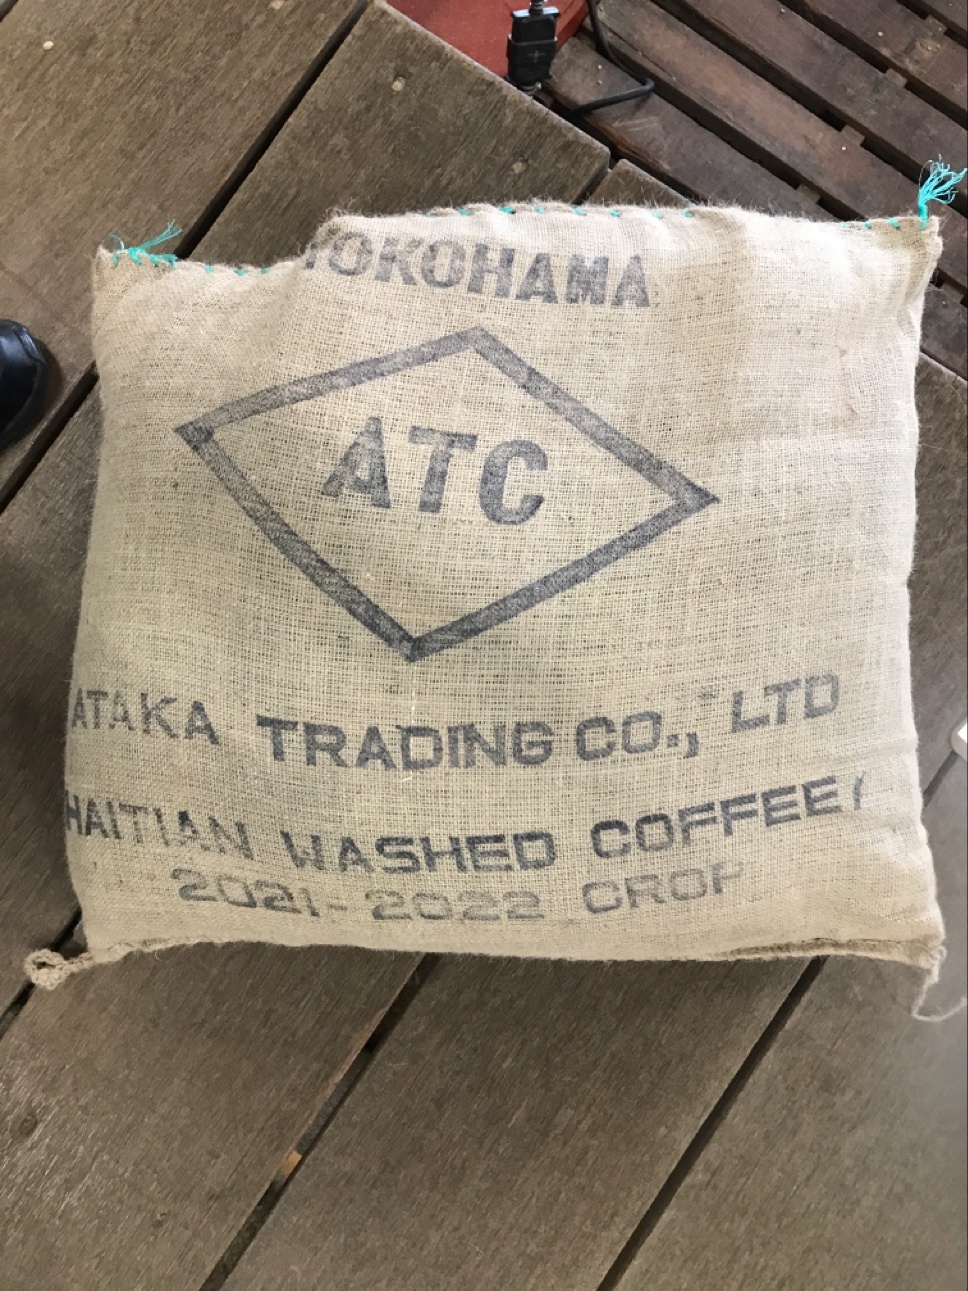 YOKOHAMA
ATC
ATAKA TRADING CO., LTD
HAITIAN WASHED COFFEE
2021-2022 CROP